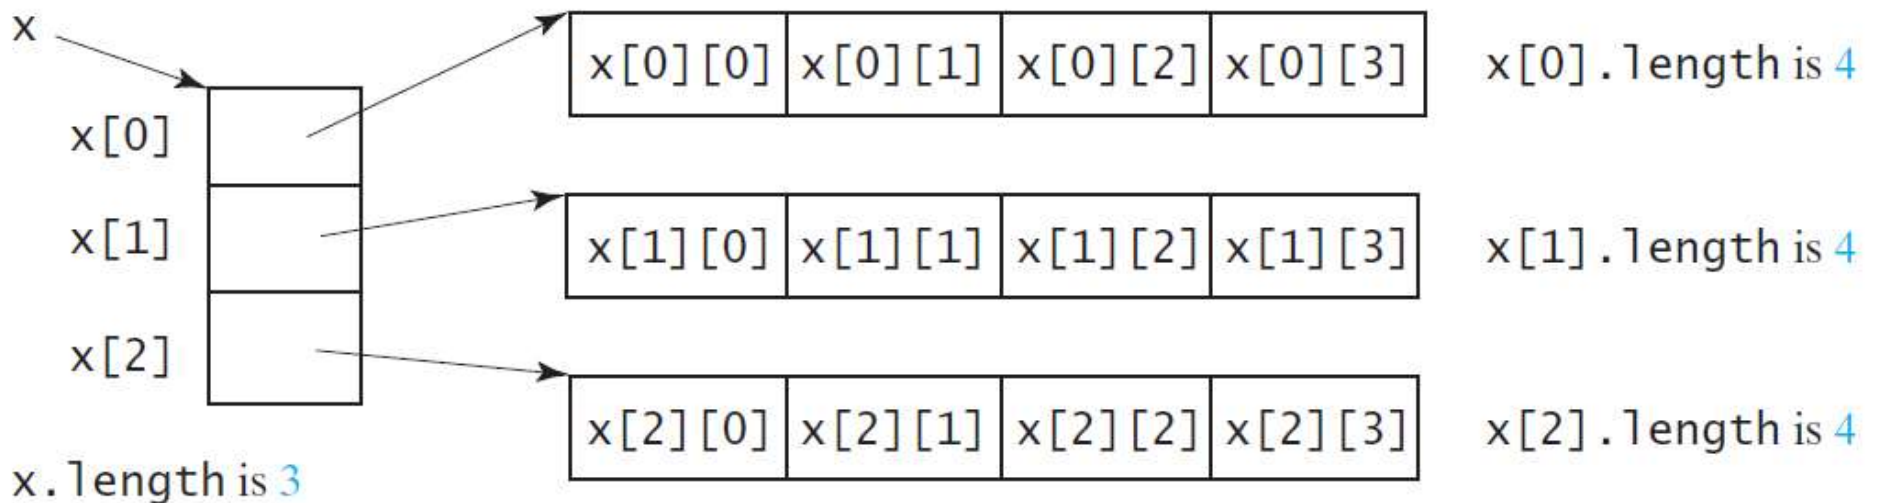 x
x[0][0] x[0][1] x[0][2] x[0][3] x[0].length is 4
x[0]
x[1]
x[1][0] x[1][1] x[1][2] x[1][3] x[1].length is 4
x[2]
x[2][0] x[2][1] x[2][2] x[2][3] x[2].length is 4
x.length is 3